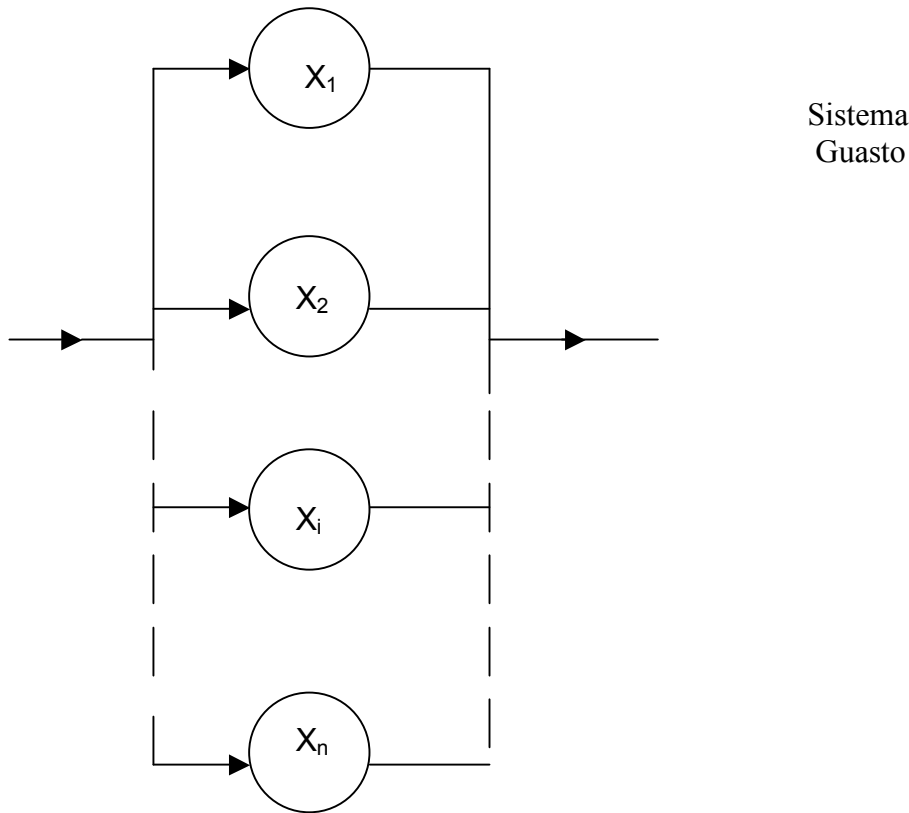 X₁
Sistema
Guasto
X₂
Xᵢ
Xₙ